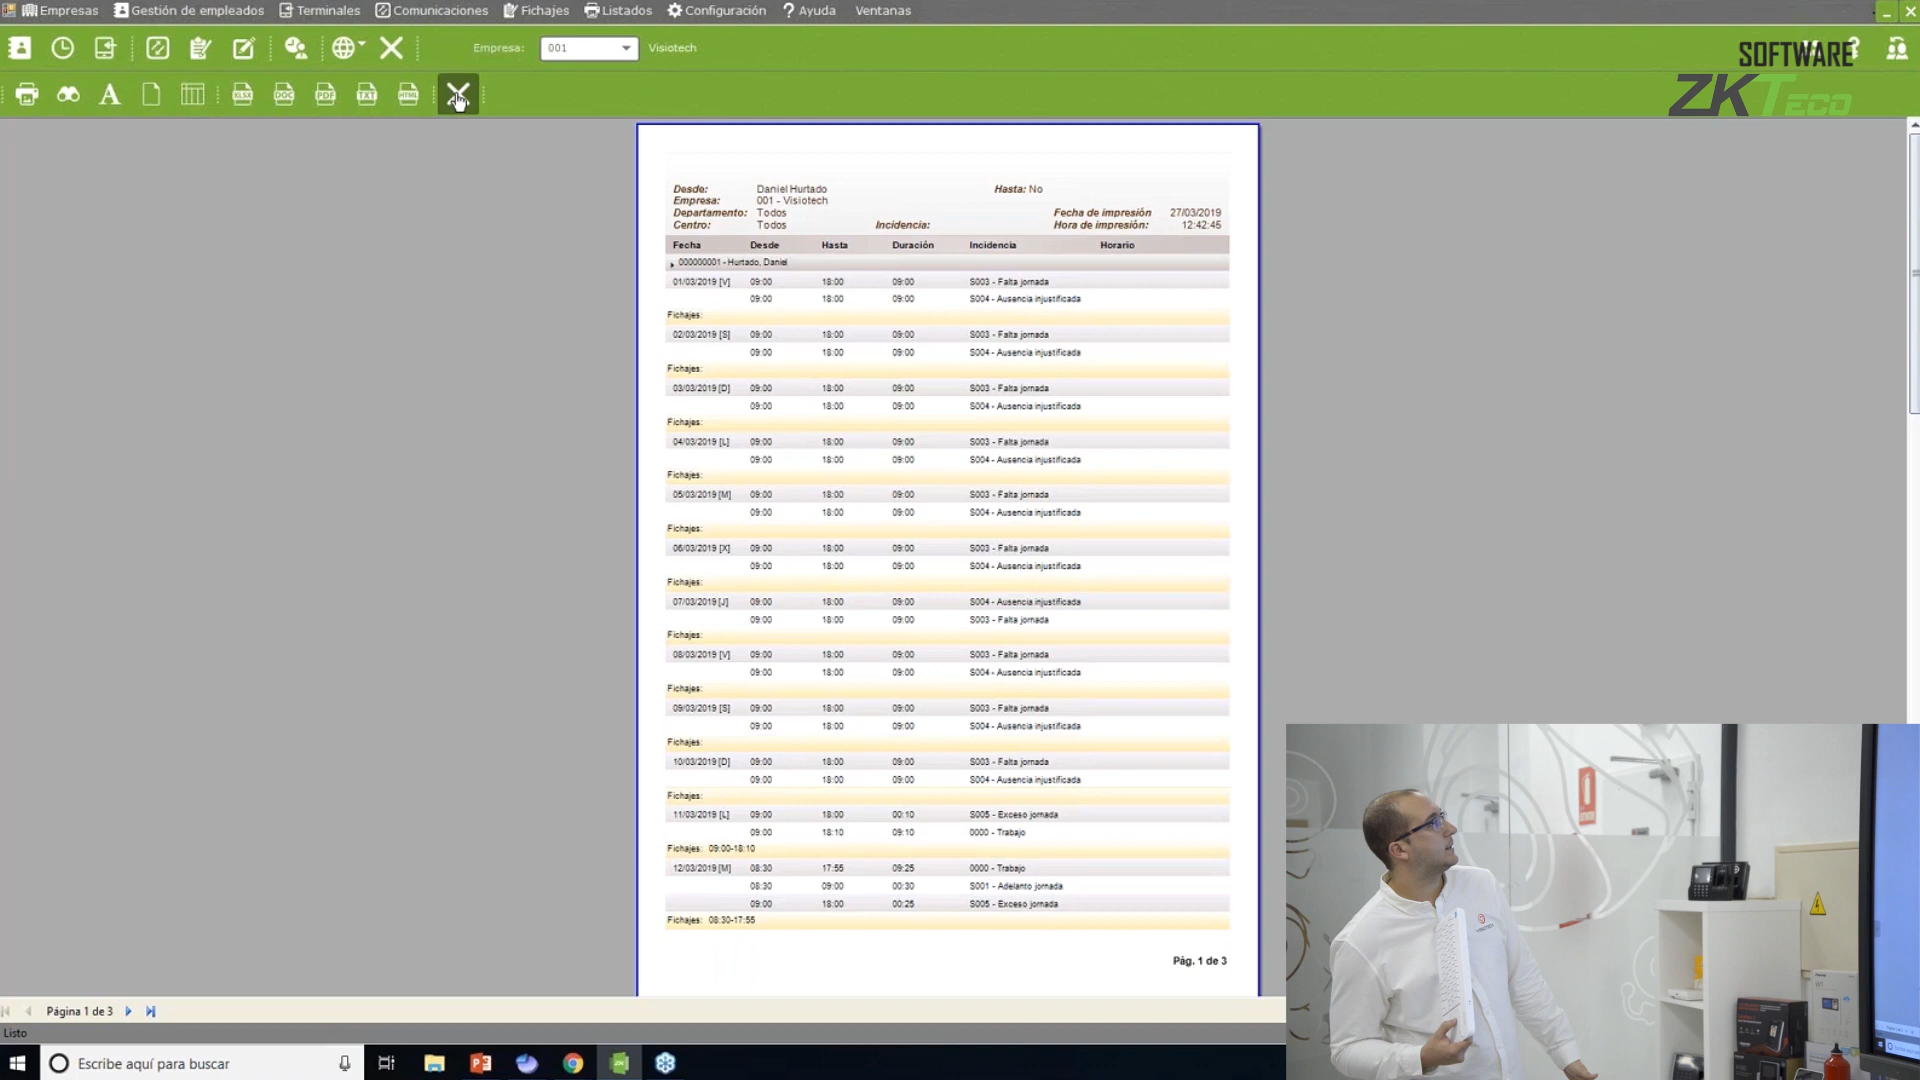 Empresas Gestión de empleados Terminales Comunicaciones Fichajes Listados Configuración ? Ayuda Ventanas
Empresa: 001 Visiotech
SOFTWARE
ZKTeco
XLSX DOC PDF TXT HTML
Desde: Daniel Hurtado Hasta: No
Empresa: 001 - Visiotech
Departamento: Todos Fecha de impresión 27/03/2019
Centro: Todos Incidencia: Hora de impresión: 12:42:45
Fecha Desde Hasta Duración Incidencia Horario
000000001 - Hurtado, Daniel
01/03/2019 [V] 09:00 18:00 09:00 S003 - Falta jornada
09:00 18:00 09:00 S004 - Ausencia injustificada
Fichajes:
02/03/2019 [S] 09:00 18:00 09:00 S003 - Falta jornada
09:00 18:00 09:00 S004 - Ausencia injustificada
Fichajes:
03/03/2019 [D] 09:00 18:00 09:00 S003 - Falta jornada
09:00 18:00 09:00 S004 - Ausencia injustificada
Fichajes:
04/03/2019 [L] 09:00 18:00 09:00 S003 - Falta jornada
09:00 18:00 09:00 S004 - Ausencia injustificada
Fichajes:
05/03/2019 [M] 09:00 18:00 09:00 S003 - Falta jornada
09:00 18:00 09:00 S004 - Ausencia injustificada
Fichajes:
06/03/2019 [X] 09:00 18:00 09:00 S003 - Falta jornada
09:00 18:00 09:00 S004 - Ausencia injustificada
Fichajes:
07/03/2019 [J] 09:00 18:00 09:00 S004 - Ausencia injustificada
09:00 18:00 09:00 S003 - Falta jornada
Fichajes:
08/03/2019 [V] 09:00 18:00 09:00 S003 - Falta jornada
09:00 18:00 09:00 S004 - Ausencia injustificada
Fichajes:
09/03/2019 [S] 09:00 18:00 09:00 S003 - Falta jornada
09:00 18:00 09:00 S004 - Ausencia injustificada
Fichajes:
10/03/2019 [D] 09:00 18:00 09:00 S003 - Falta jornada
09:00 18:00 09:00 S004 - Ausencia injustificada
Fichajes:
11/03/2019 [L] 09:00 18:00 00:10 S005 - Exceso jornada
09:00 18:10 09:10 0000 - Trabajo
Fichajes: 09:00-18:10
12/03/2019 [M] 08:30 17:55 09:25 0000 - Trabajo
08:30 09:00 00:30 S001 - Adelanto jornada
09:00 18:00 00:25 S005 - Exceso jornada
Fichajes: 08:30-17:55
Pág. 1 de 3
Página 1 de 3
Listo
Escribe aquí para buscar